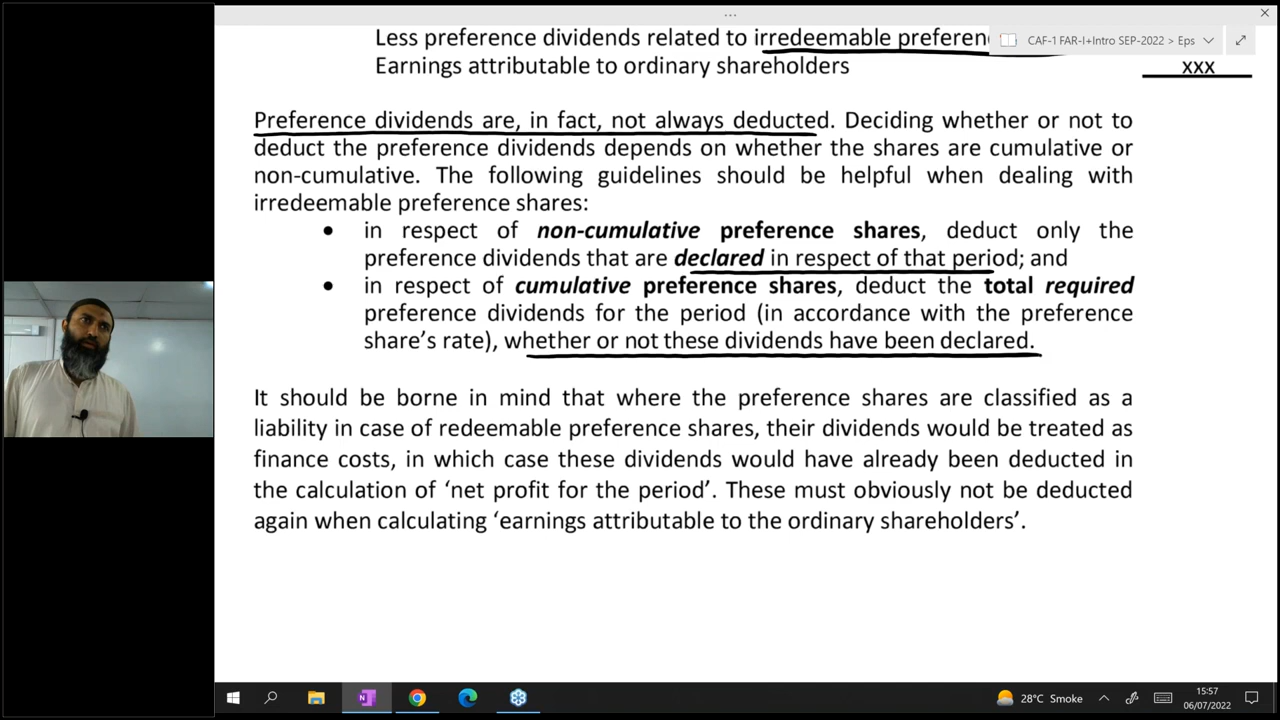 Less preference dividends related to irredeemable preferen
CAF-1 FAR-I+Intro SEP-2022 > Eps
Earnings attributable to ordinary shareholders
XXX
Preference dividends are, in fact, not always deducted. Deciding whether or not to
deduct the preference dividends depends on whether the shares are cumulative or
non-cumulative. The following guidelines should be helpful when dealing with
irredeemable preference shares:
• in respect of non-cumulative preference shares, deduct only the
preference dividends that are declared in respect of that period; and
• in respect of cumulative preference shares, deduct the total required
preference dividends for the period (in accordance with the preference
share’s rate), whether or not these dividends have been declared.
It should be borne in mind that where the preference shares are classified as a
liability in case of redeemable preference shares, their dividends would be treated as
finance costs, in which case these dividends would have already been deducted in
the calculation of ‘net profit for the period’. These must obviously not be deducted
again when calculating ‘earnings attributable to the ordinary shareholders’.
28°C Smoke
15:57
06/07/2022